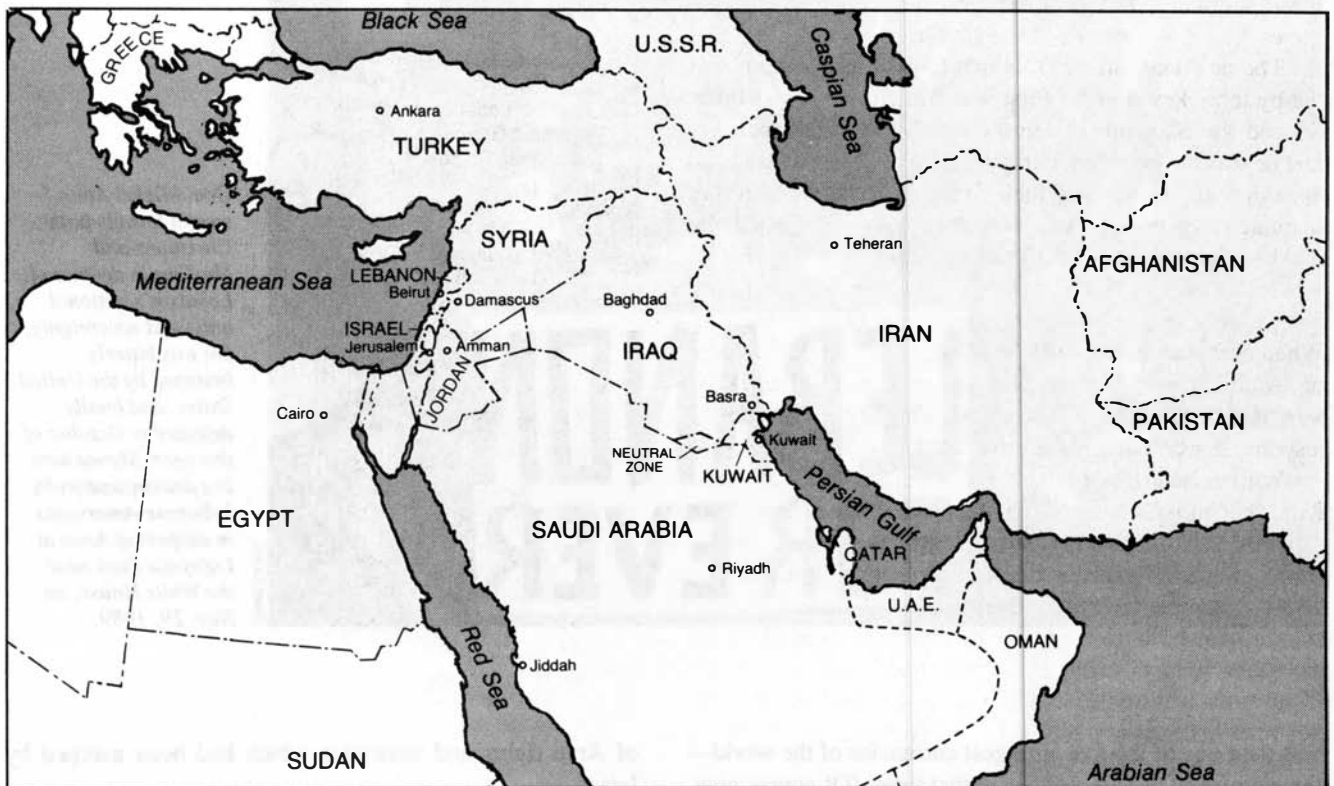 Black Sea
U.S.S.R.
Caspian Sea
GREECE
Ankara
TURKEY
Teheran
SYRIA
AFGHANISTAN
LEBANON
Mediterranean Sea
Beirut
Damascus
Baghdad
IRAN
ISRAEL
Jerusalem
Amman
IRAQ
JORDAN
Basra
Cairo
PAKISTAN
Kuwait
NEUTRAL
ZONE
KUWAIT
Persian Gulf
EGYPT
SAUDI ARABIA
QATAR
Riyadh
U.A.E.
Red Sea
OMAN
Jiddah
SUDAN
Arabian Sea